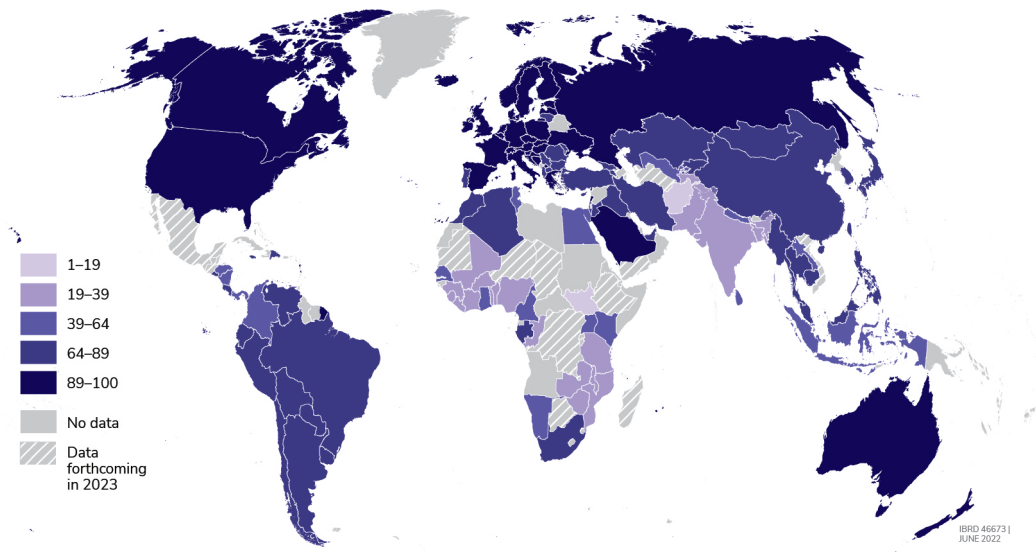 1–19
19–39
39–64
64–89
89–100
No data
Data
forthcoming
in 2023
IBRD 46673 |
JUNE 2022